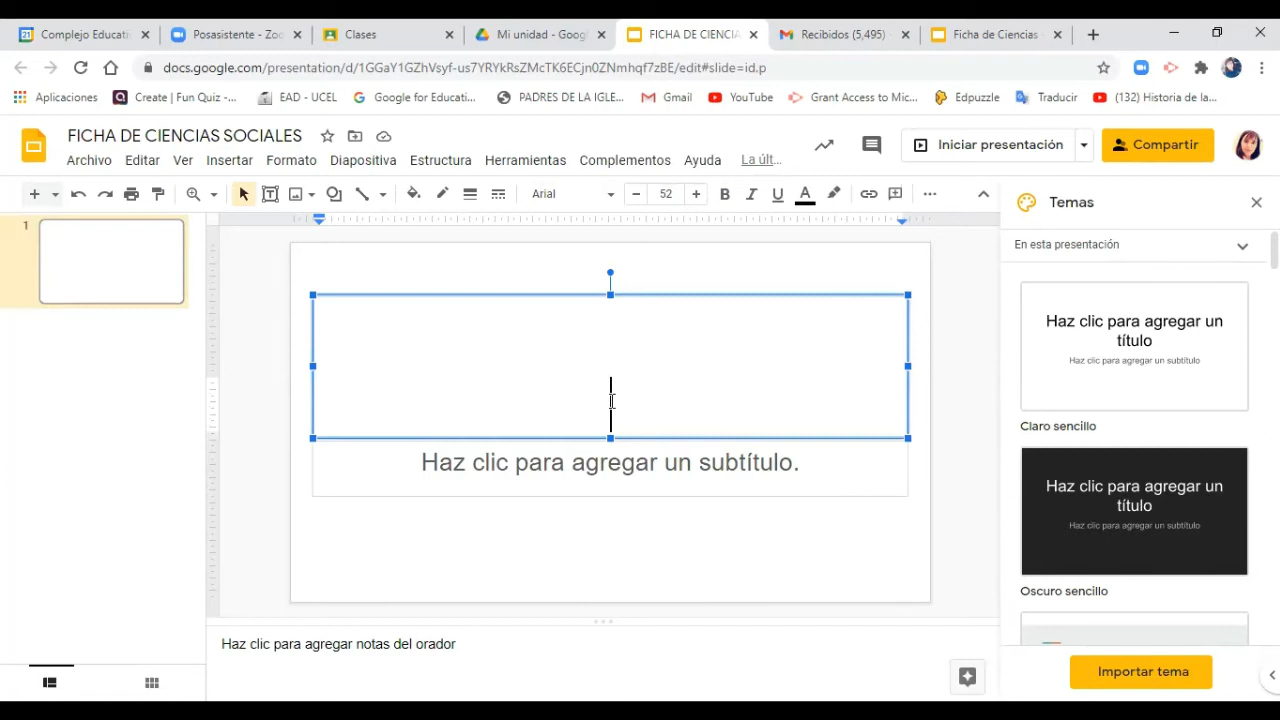 Complejo Educati
Posasistente - Zoo
Clases
Mi unidad - Googl
FICHA DE CIENCIA
Recibidos (5,495) -
Ficha de Ciencias
docs.google.com/presentation/d/1GGaY1GZhVsyf-us7YRYkRsZMcTK6ECjn0ZNmhqf7zBE/edit#slide=id.p
Aplicaciones
Create | Fun Quiz -...
EAD - UCEL
Google for Educati...
PADRES DE LA IGLE...
Gmail
YouTube
Grant Access to Mic...
Edpuzzle
Traducir
(132) Historia de la...
FICHA DE CIENCIAS SOCIALES
Archivo Editar Ver Insertar Formato Diapositiva Estructura Herramientas Complementos Ayuda La últ...
Iniciar presentación
Compartir
Arial
52
B I U A
Temas
En esta presentación
1
Haz clic para agregar un
título
Haz clic para agregar un subtítulo
Claro sencillo
Haz clic para agregar un subtítulo.
Haz clic para agregar un
título
Haz clic para agregar un subtítulo
Oscuro sencillo
Haz clic para agregar notas del orador
Importar tema